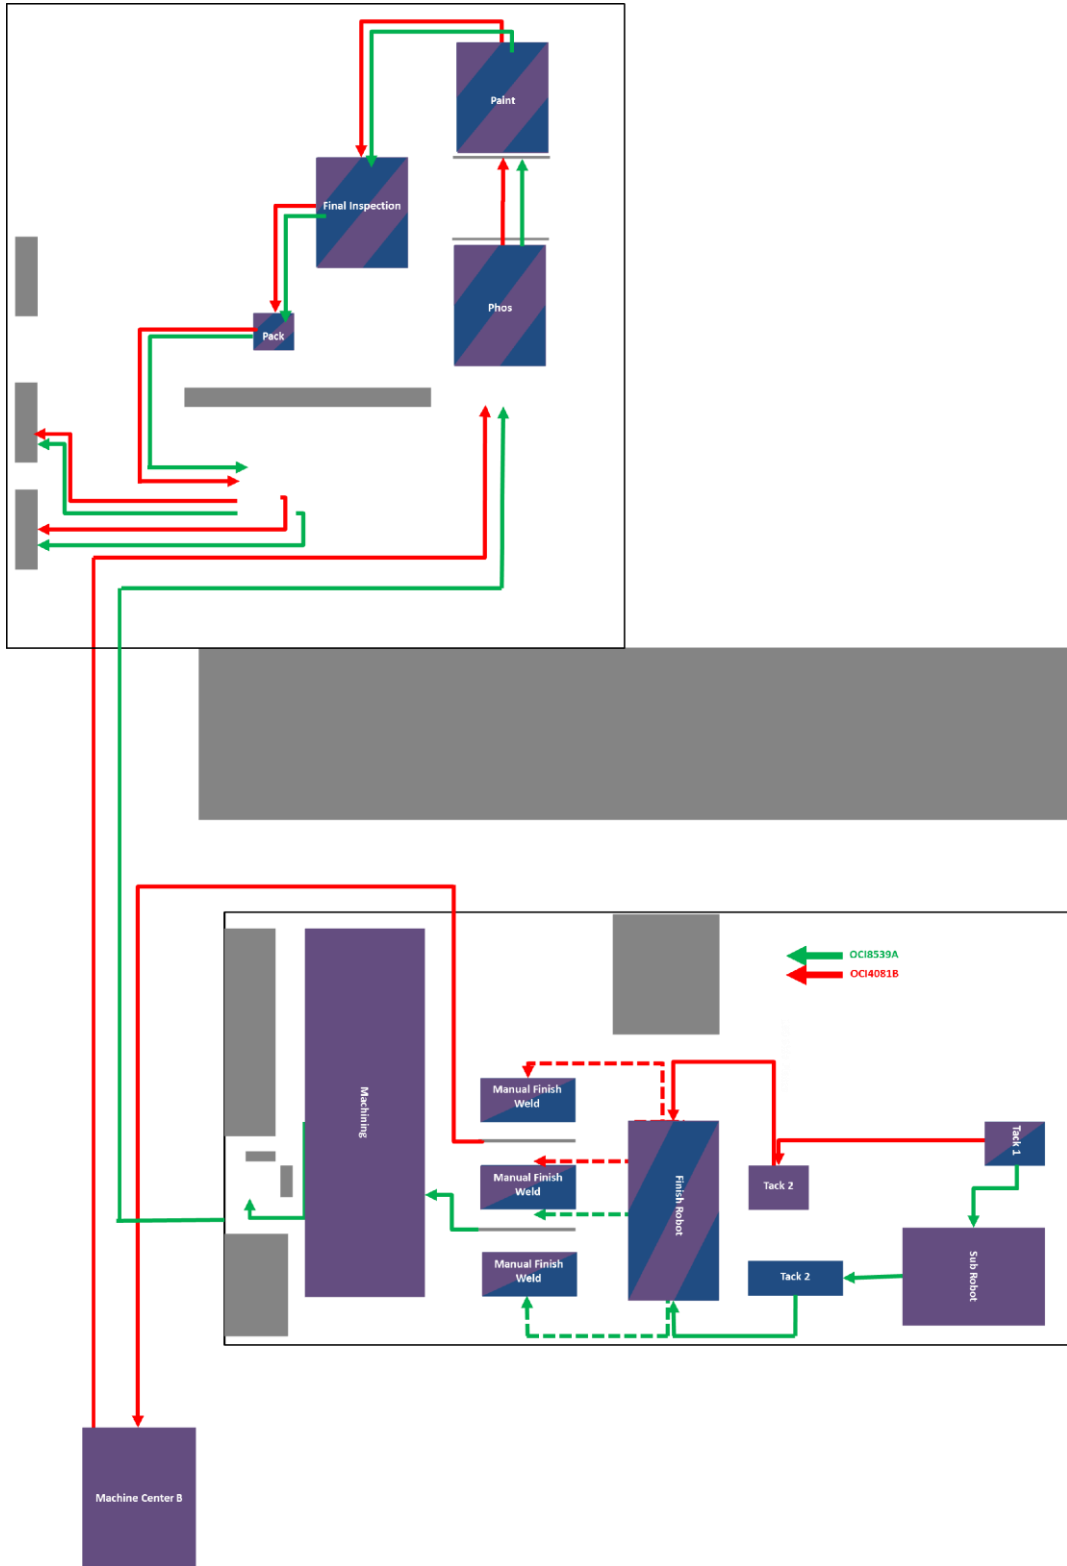 Paint
Final Inspection
Phos
Pack
OCI8539A
OCI4081B
Machining
Manual Finish
Weld
Manual Finish
Weld
Manual Finish
Weld
Finish Robot
Tack 2
Tack 1
Tack 2
Sub Robot
Machine Center B